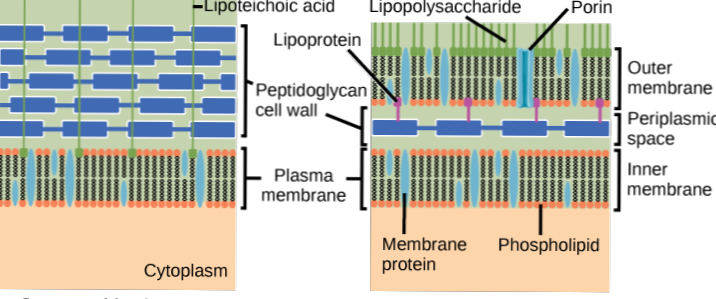 Lipoteichoic acid
Lipopolysaccharide
Porin
Lipoprotein
Peptidoglycan
cell wall
Outer
membrane
Periplasmic
space
Plasma
membrane
Inner
membrane
Membrane
protein
Phospholipid
Cytoplasm